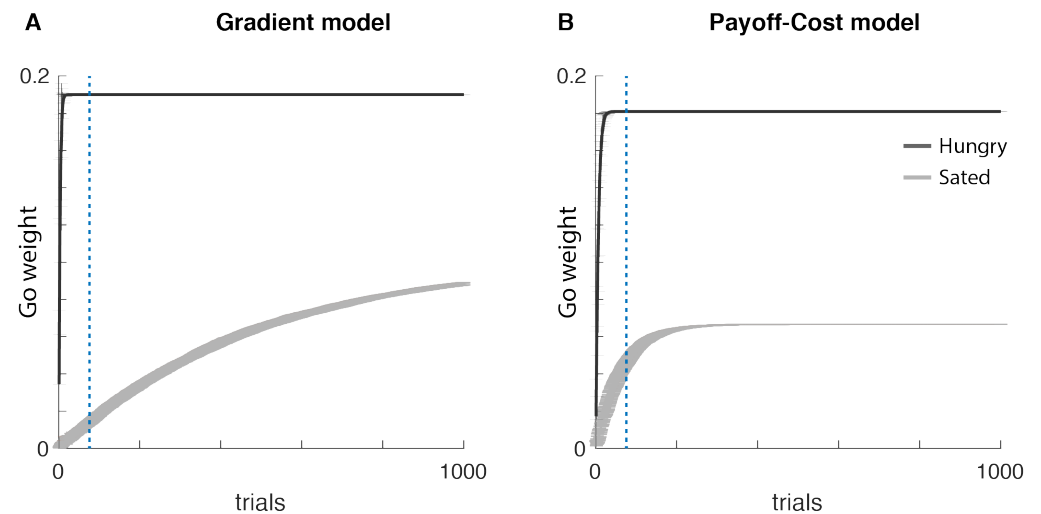 A
Gradient model
0.2
Go weight
0
0
1000
trials
B
Payoff-Cost model
0.2
Hungry
Sated
Go weight
0
0
1000
trials